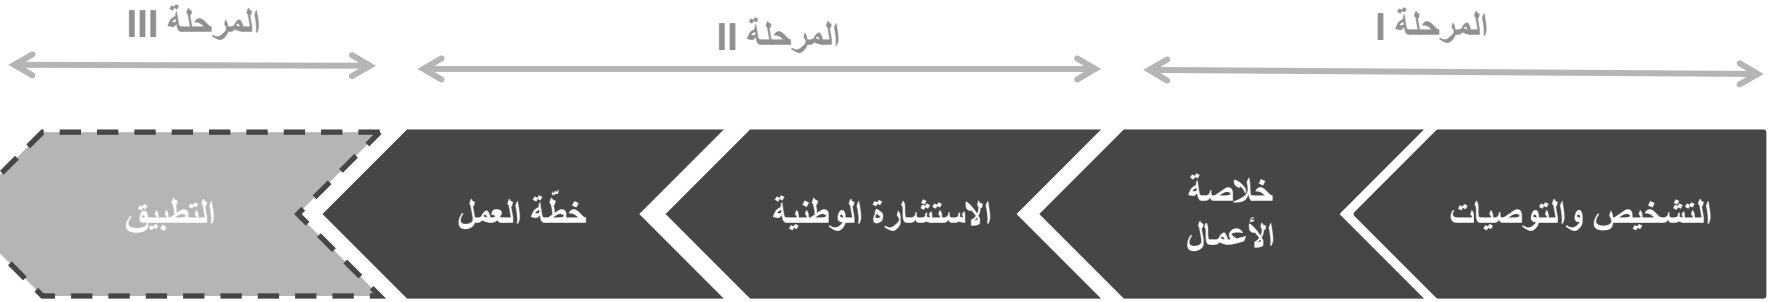 المرحلة I
المرحلة II
المرحلة III
التشخيص والتوصيات
خلاصة
الأعمال
الاستشارة الوطنية
خطّة العمل
التطبيق